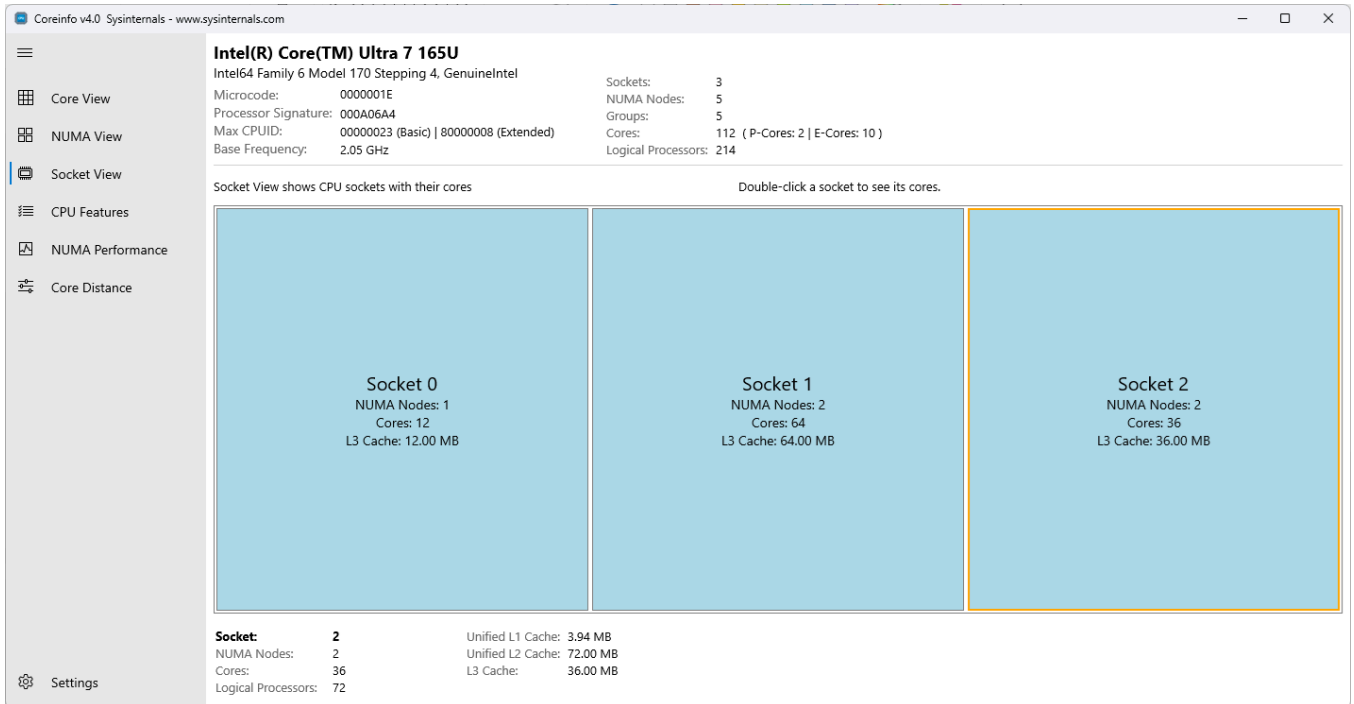 Coreinfo v4.0 Sysinternals - www.sysinternals.com
Core View
NUMA View
Socket View
CPU Features
NUMA Performance
Core Distance
Settings
Intel(R) Core(TM) Ultra 7 165U
Intel64 Family 6 Model 170 Stepping 4, GenuineIntel
Microcode: 0000001E
Processor Signature: 000A06A4
Max CPUID: 00000023 (Basic) | 80000008 (Extended)
Base Frequency: 2.05 GHz
Sockets: 3
NUMA Nodes: 5
Groups: 5
Cores: 112 ( P-Cores: 2 | E-Cores: 10 )
Logical Processors: 214
Socket View shows CPU sockets with their cores
Double-click a socket to see its cores.
Socket 0
NUMA Nodes: 1
Cores: 12
L3 Cache: 12.00 MB
Socket 1
NUMA Nodes: 2
Cores: 64
L3 Cache: 64.00 MB
Socket 2
NUMA Nodes: 2
Cores: 36
L3 Cache: 36.00 MB
Socket: 2
NUMA Nodes: 2
Cores: 36
Logical Processors: 72
Unified L1 Cache: 3.94 MB
Unified L2 Cache: 72.00 MB
L3 Cache: 36.00 MB